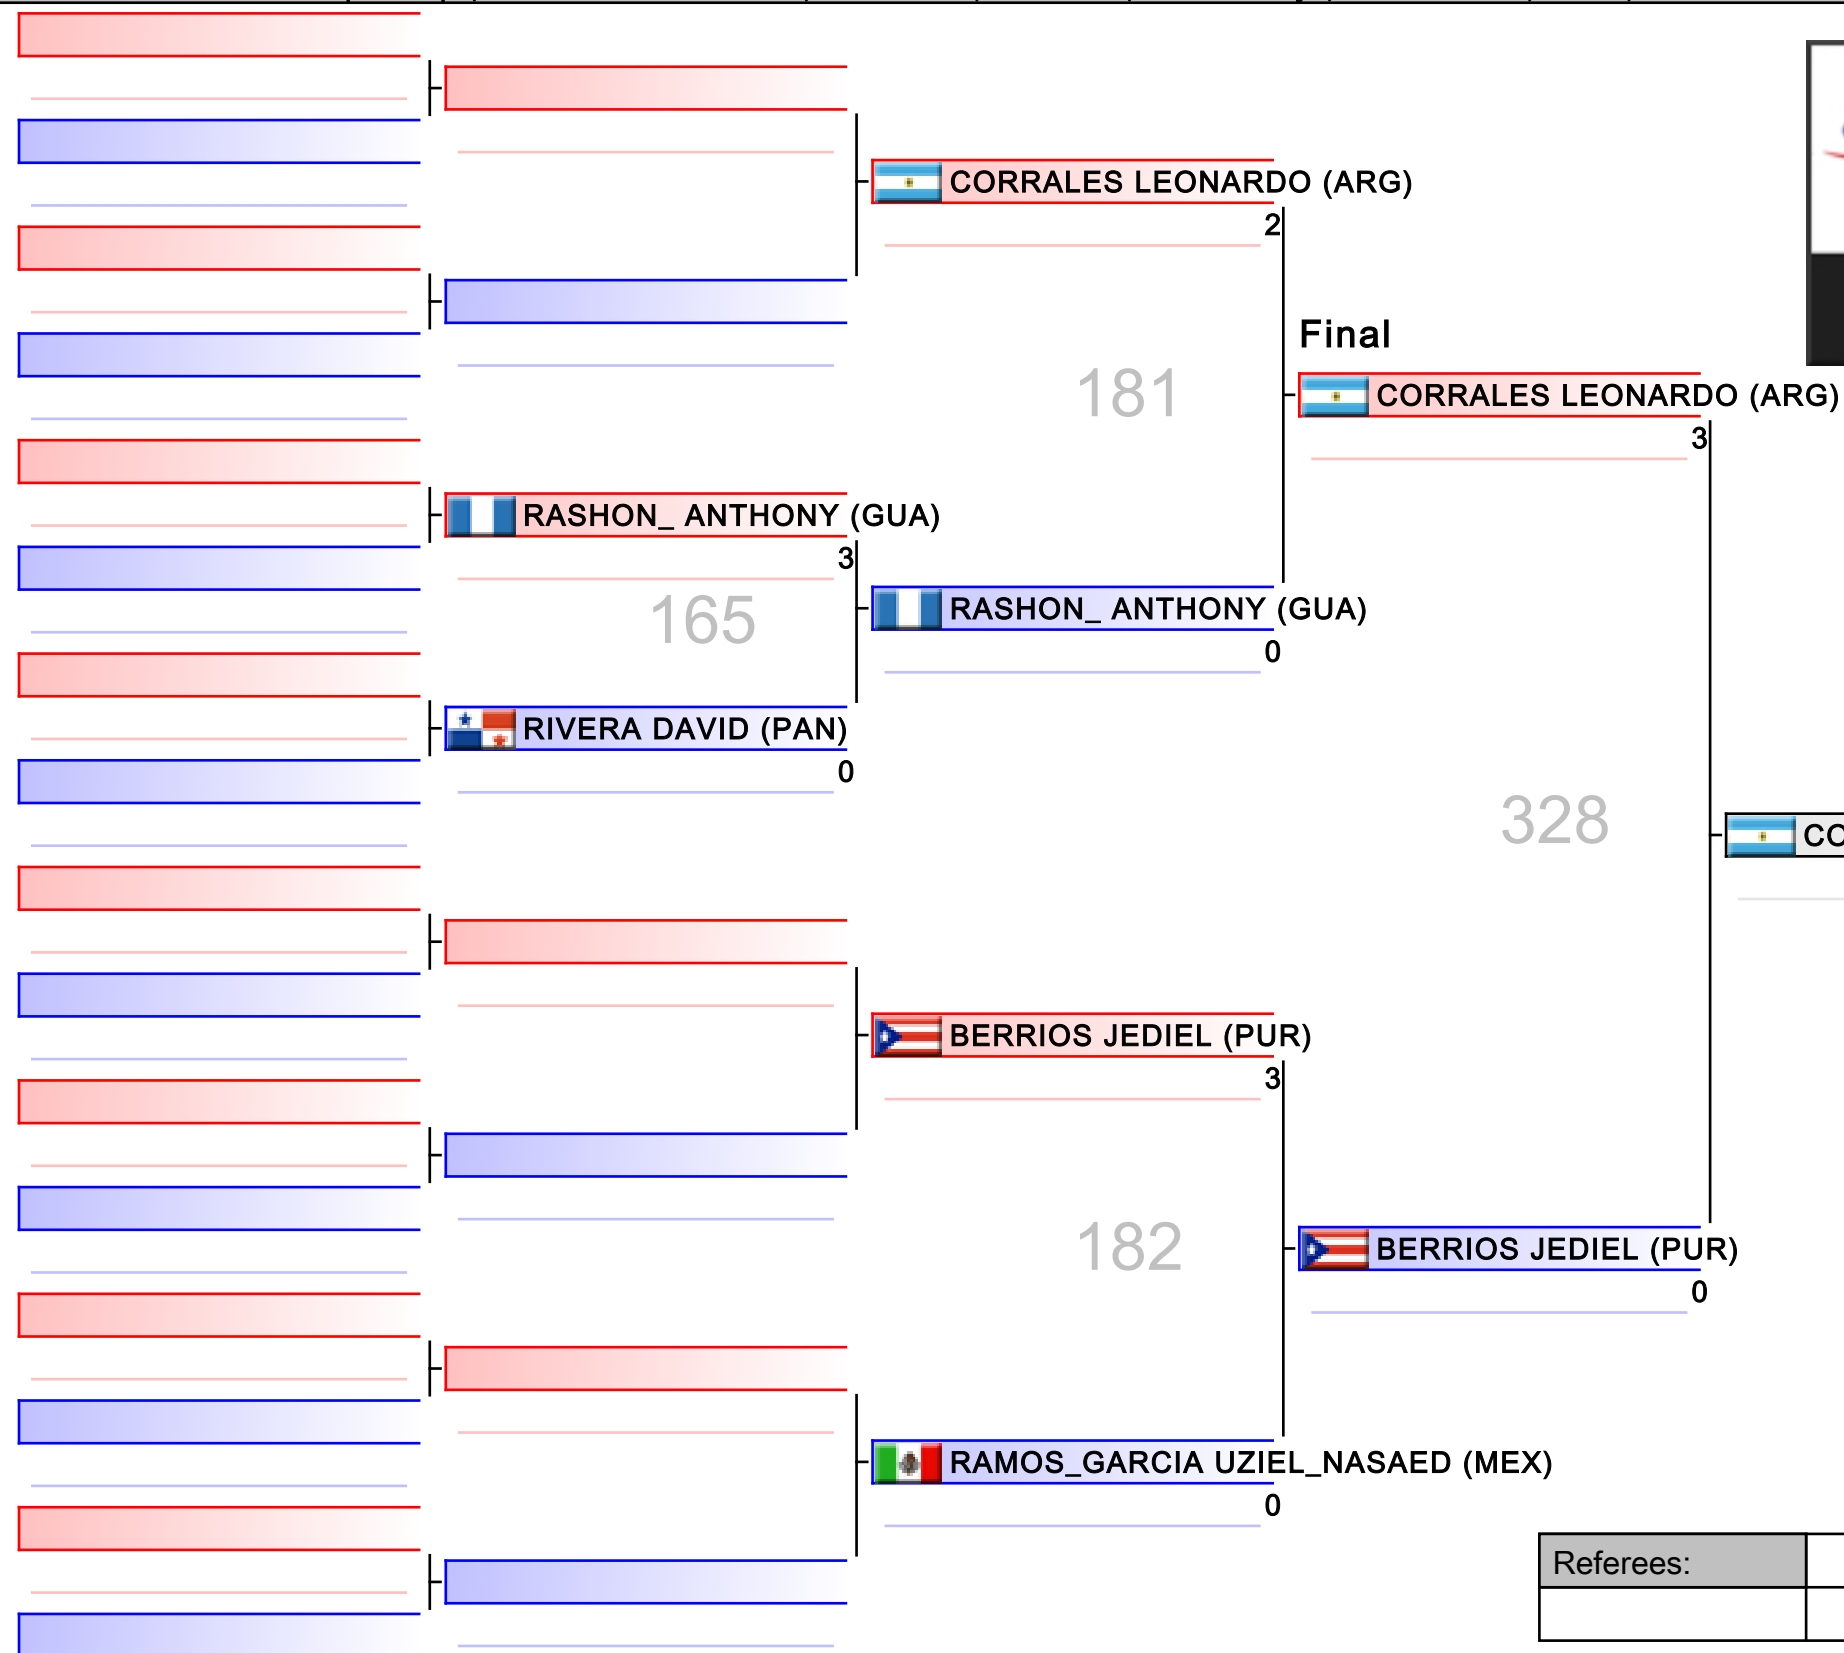 CORRALES LEONARDO (ARG)
2
Final
181
CORRALES LEONARDO (ARG)
3
RASHON_ ANTHONY (GUA)
3
165
RASHON_ ANTHONY (GUA)
0
RIVERA DAVID (PAN)
0
328
CO
BERRIOS JEDIEL (PUR)
3
182
BERRIOS JEDIEL (PUR)
0
RAMOS_GARCIA UZIEL_NASAED (MEX)
0
Referees: